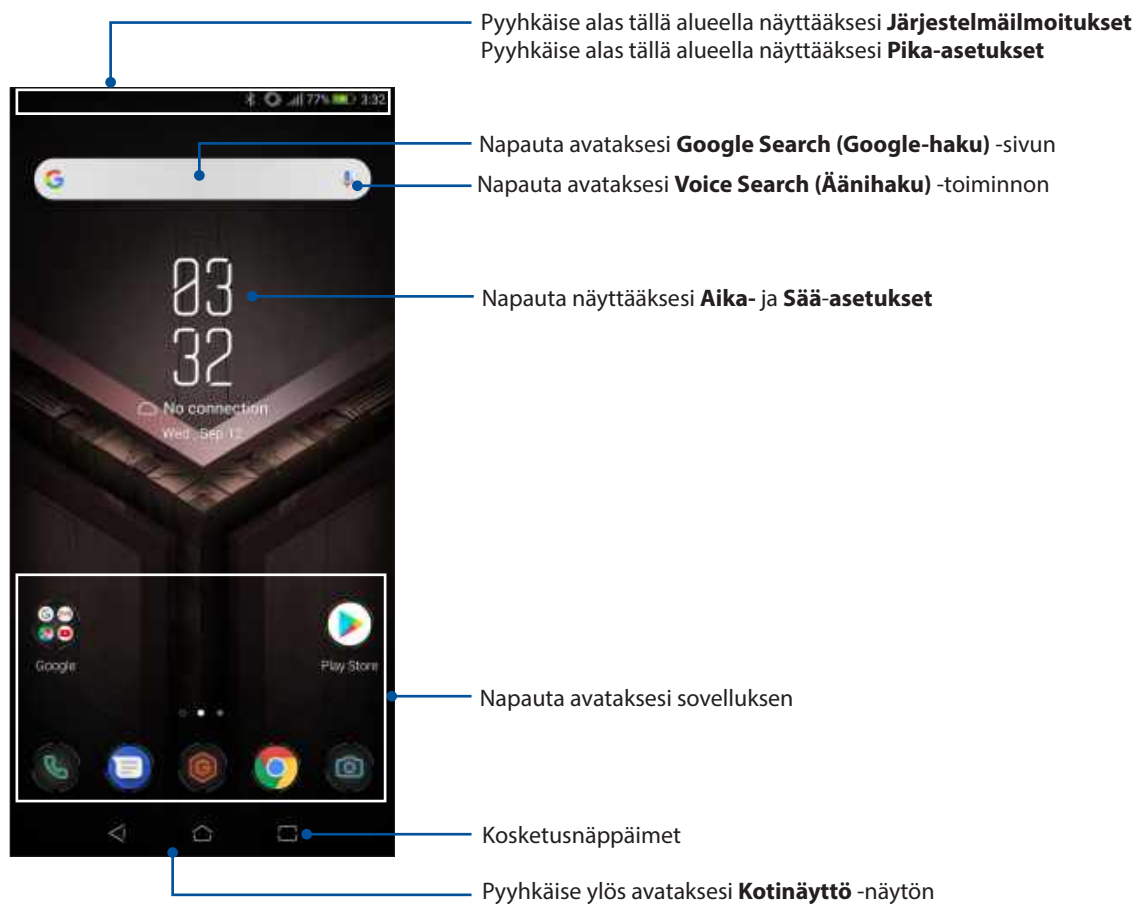 Pyyhkäise alas tällä alueella näyttääksesi Järjestelmäilmoitukset
Pyyhkäise alas tällä alueella näyttääksesi Pika-asetukset
77% 3:32
Napauta avataksesi Google Search (Google-haku) -sivun
Napauta avataksesi Voice Search (Äänihaku) -toiminnon
03
32
Napauta näyttääksesi Aika- ja Sää-asetukset
No connection
Wed, Sep 12
Google
Play Store
Napauta avataksesi sovelluksen
Kosketusnäppäimet
Pyyhkäise ylös avataksesi Kotinäyttö -näytön